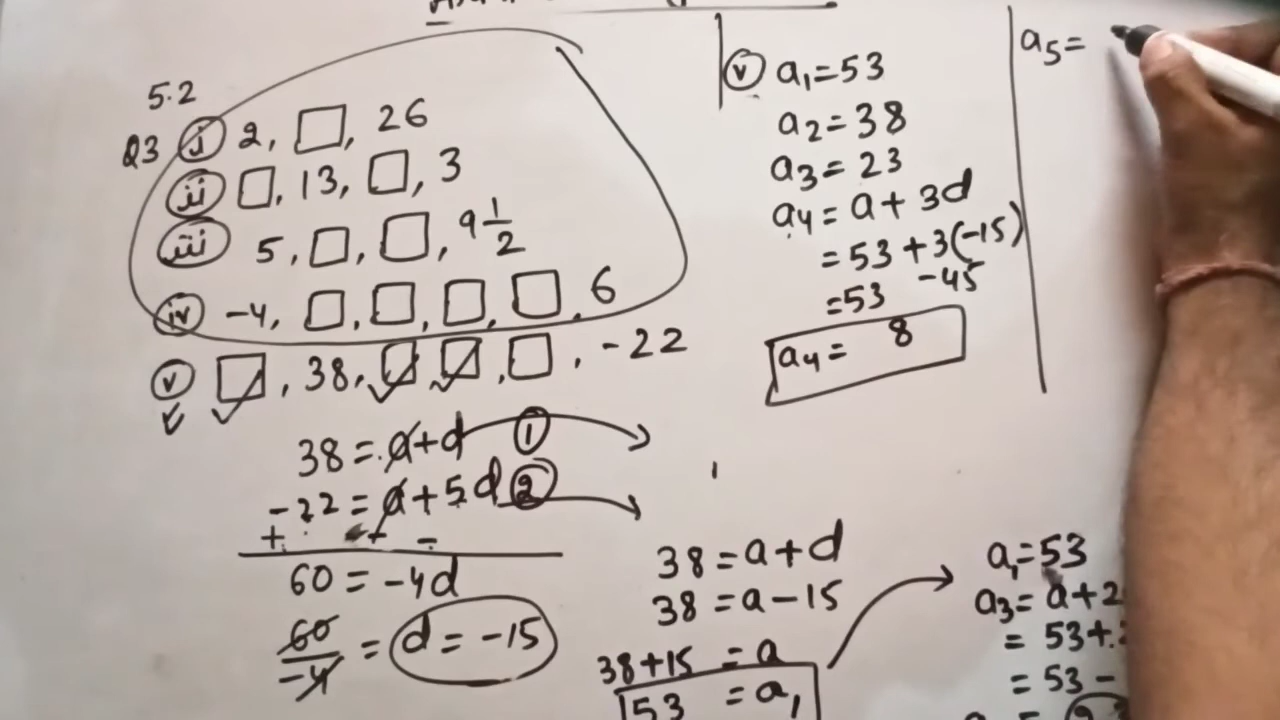 5.2
Q3 (i) 2, □, 26
(ii) □, 13, □, 3
(iii) 5, □, □, 9 1/2
(iv) -4, □, □, □, □, 6
(v) □, 38, □, □, □, -22
38 = a + d (1)
-22 = a + 5d (2)
+ + -
60 = -4d
60/-4 = d = -15
38 = a + d
38 = a - 15
38 + 15 = a
53 = a₁
(v) a₁ = 53
a₂ = 38
a₃ = 23
a₄ = a + 3d
= 53 + 3(-15)
= 53 - 45
a₄ = 8
a₅ =
a₁ = 53
a₃ = a + 2
= 53 +
= 53 -